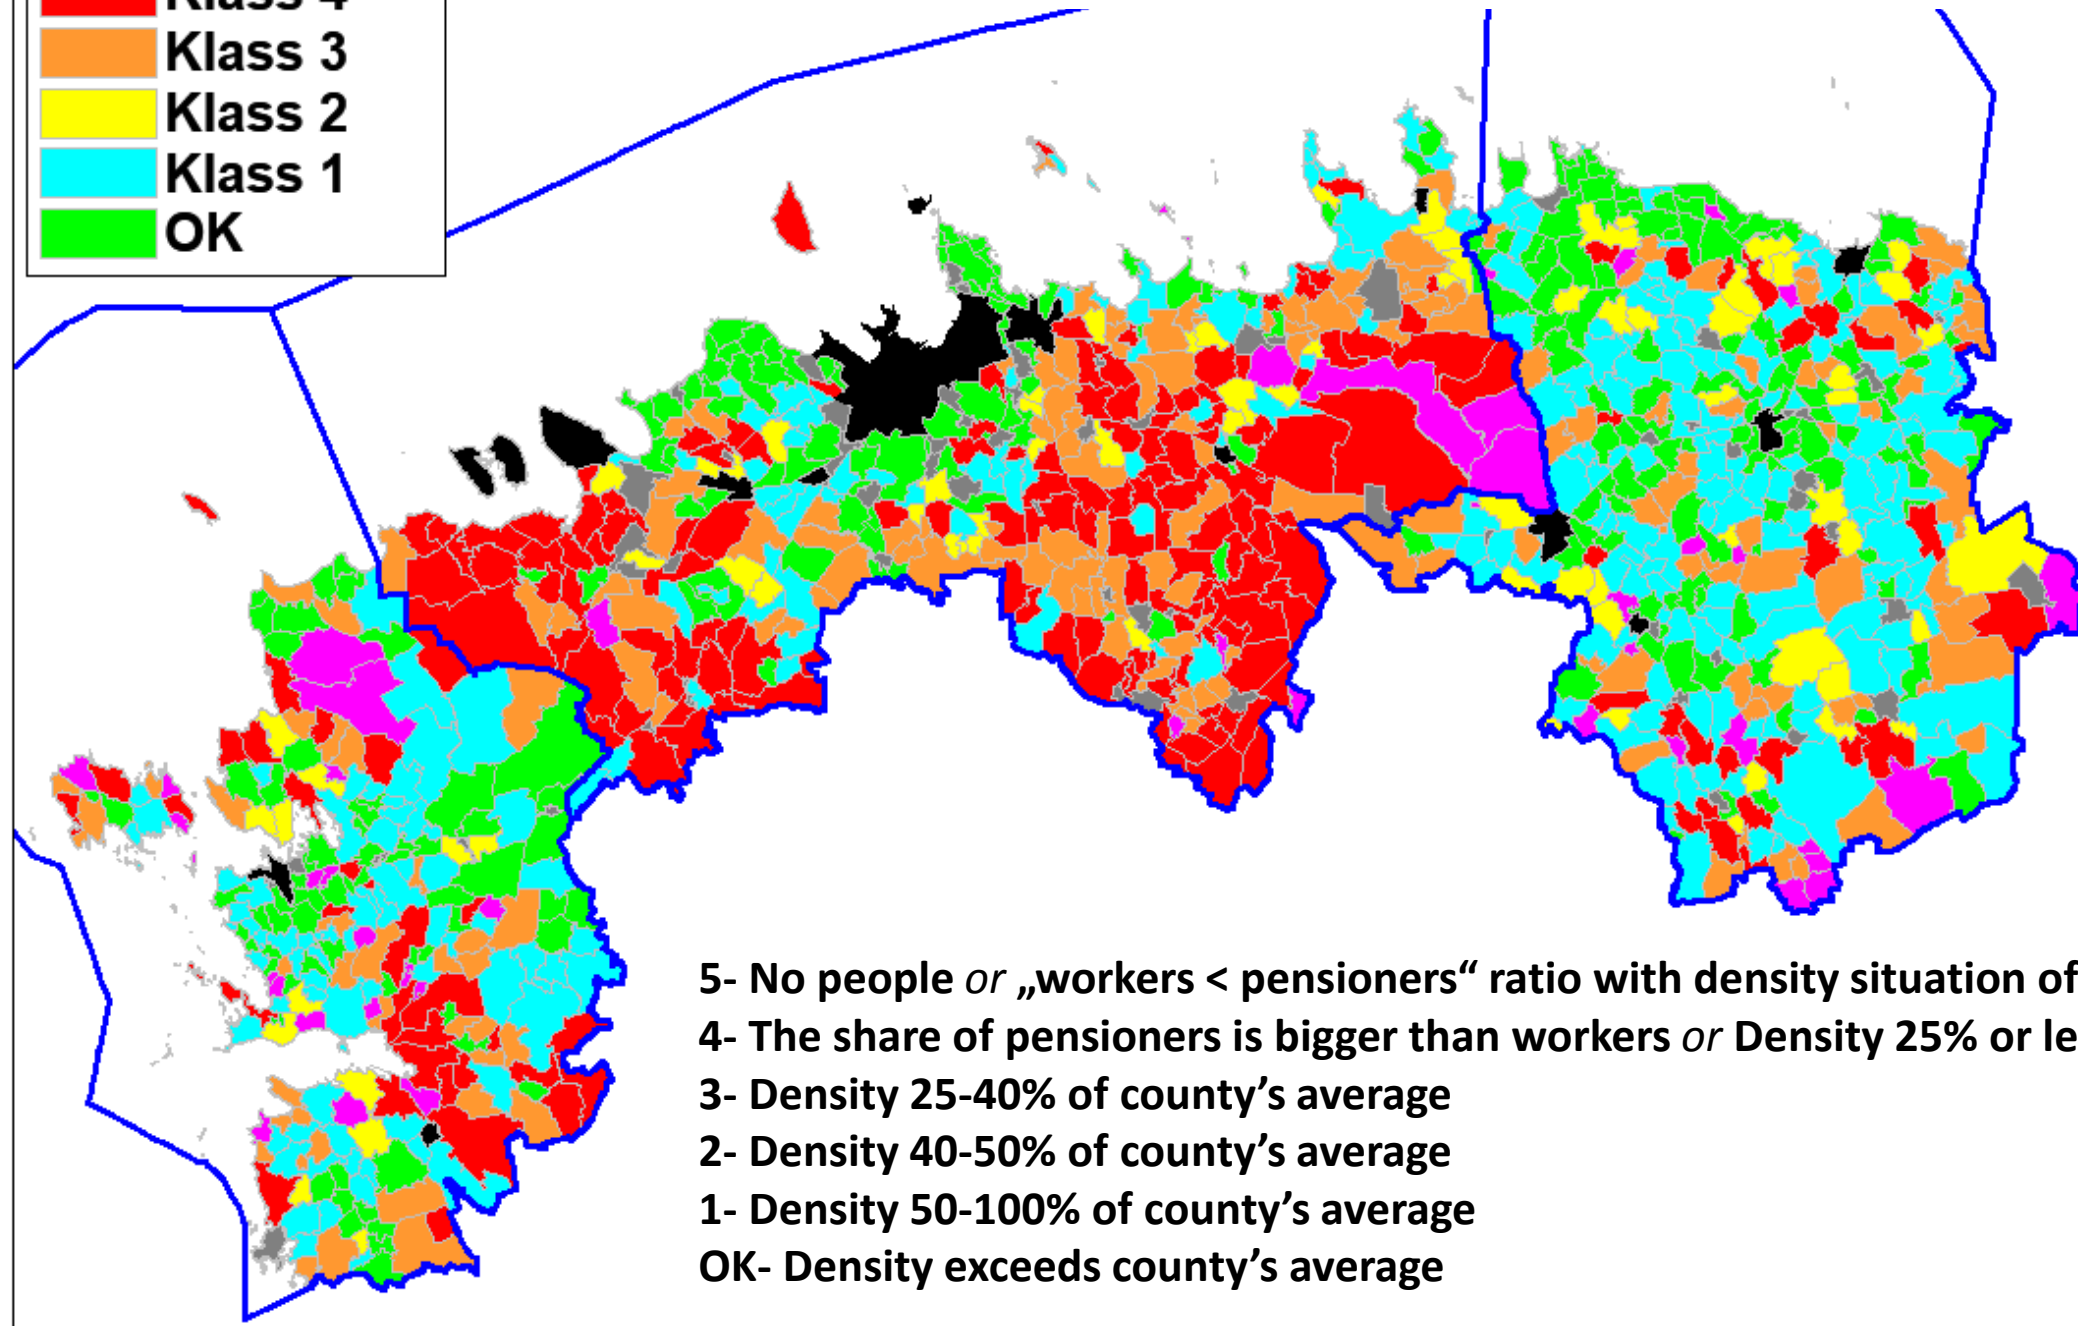 Klass 4
Klass 3
Klass 2
Klass 1
OK
5- No people or „workers < pensioners“ ratio with density situation of
4- The share of pensioners is bigger than workers or Density 25% or le
3- Density 25-40% of county’s average
2- Density 40-50% of county’s average
1- Density 50-100% of county’s average
OK- Density exceeds county’s average